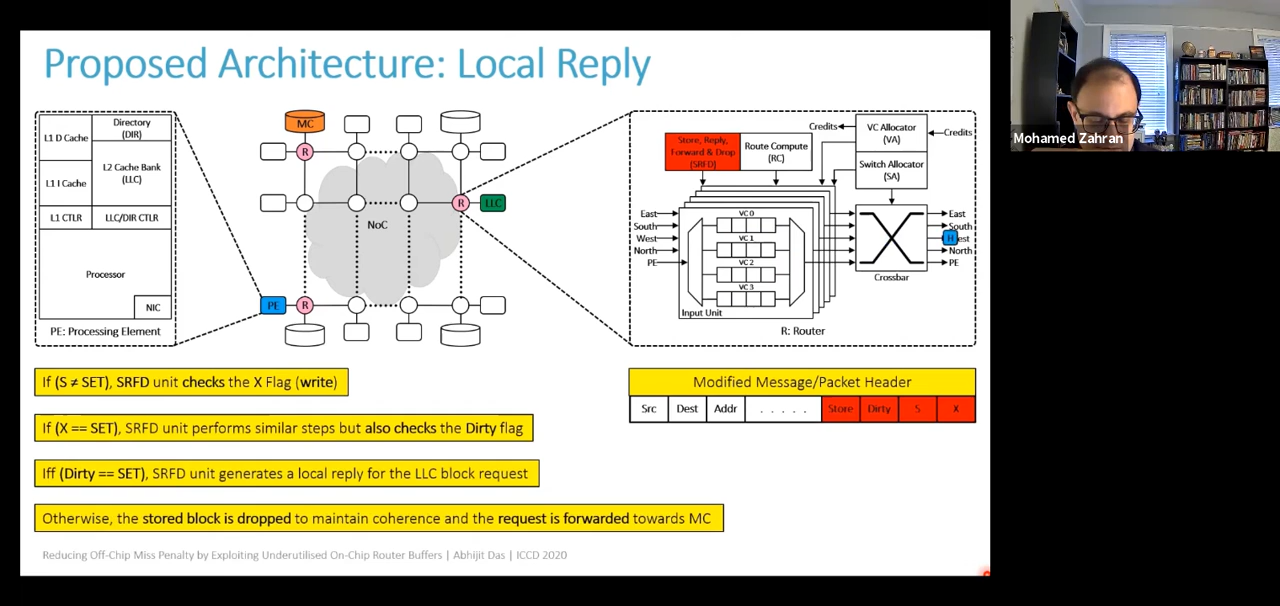 Proposed Architecture: Local Reply
L1 D Cache
Directory
(DIR)
L2 Cache Bank
(LLC)
L1 I Cache
L1 CTLR
LLC/DIR CTLR
Processor
NIC
PE: Processing Element
MC
R
R
LLC
NoC
PE
R
Store, Reply,
Forward & Drop
(SRFD)
Route Compute
(RC)
Credits
VC Allocator
(VA)
Credits
Switch Allocator
(SA)
East
South
West
North
PE
VC 0
VC 1
VC 2
VC 3
Input Unit
Crossbar
East
South
H
est
North
PE
R: Router
If (S ≠ SET), SRFD unit checks the X Flag (write)
If (X == SET), SRFD unit performs similar steps but also checks the Dirty flag
Iff (Dirty == SET), SRFD unit generates a local reply for the LLC block request
Otherwise, the stored block is dropped to maintain coherence and the request is forwarded towards MC
Modified Message/Packet Header
Src Dest Addr . . . . . Store Dirty S X
Reducing Off-Chip Miss Penalty by Exploiting Underutilised On-Chip Router Buffers | Abhijit Das | ICCD 2020
Mohamed Zahran